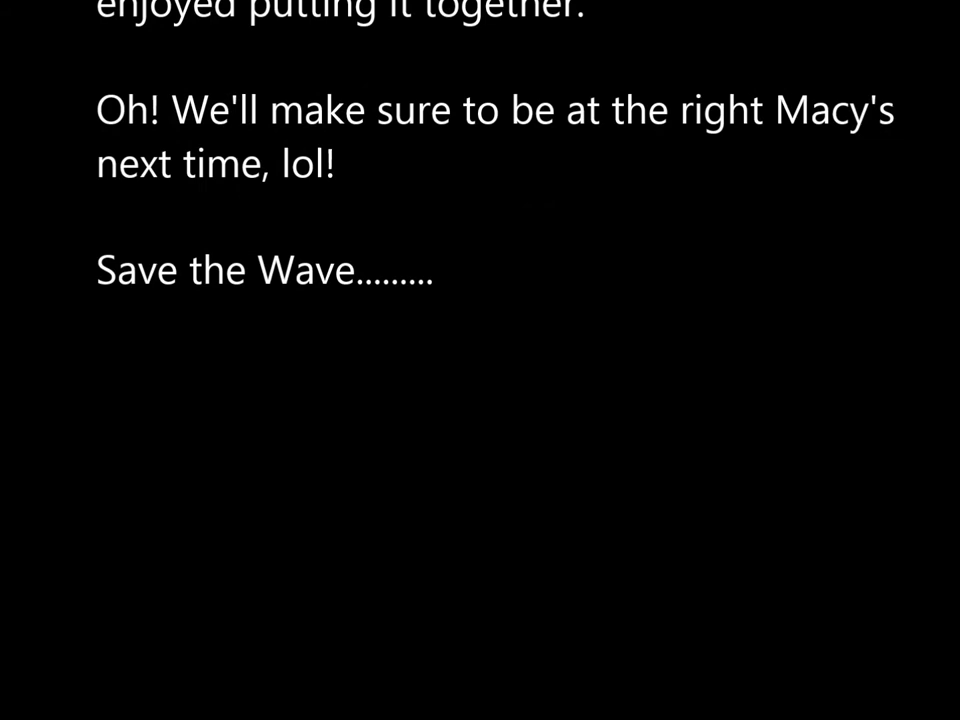 enjoyed putting it together.
Oh! We'll make sure to be at the right Macy's
next time, lol!
Save the Wave.........